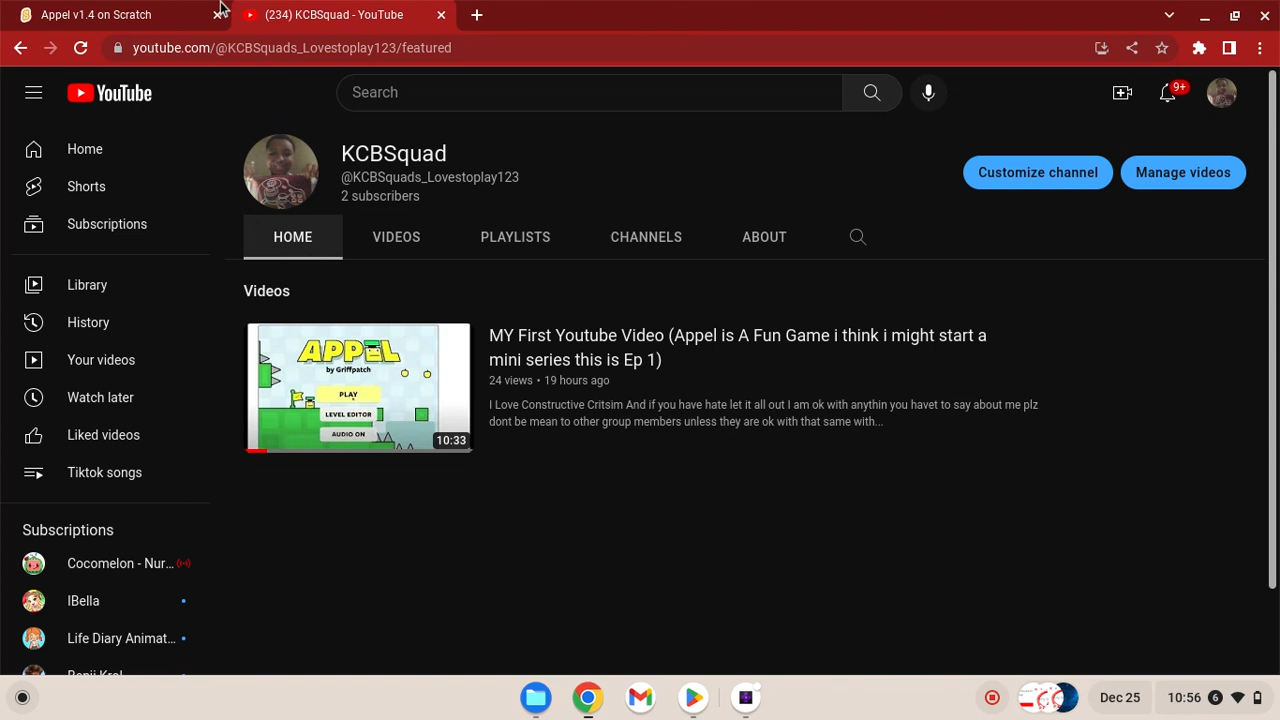 Appel v1.4 on Scratch
(234) KCBSquad - YouTube
youtube.com/@KCBSquads_Lovestoplay123/featured
YouTube
Search
9+
Home
Shorts
Subscriptions
Library
History
Your videos
Watch later
Liked videos
Tiktok songs
Subscriptions
Cocomelon - Nur...
IBella
Life Diary Animat...
KCBSquad
@KCBSquads_Lovestoplay123
2 subscribers
Customize channel
Manage videos
HOME
VIDEOS
PLAYLISTS
CHANNELS
ABOUT
Videos
APPEL
by Griffpatch
PLAY
LEVEL EDITOR
AUDIO ON
10:33
MY First Youtube Video (Appel is A Fun Game i think i might start a
mini series this is Ep 1)
24 views • 19 hours ago
I Love Constructive Critsim And if you have hate let it all out I am ok with anythin you havet to say about me plz
dont be mean to other group members unless they are ok with that same with...
Dec 25
10:56
6